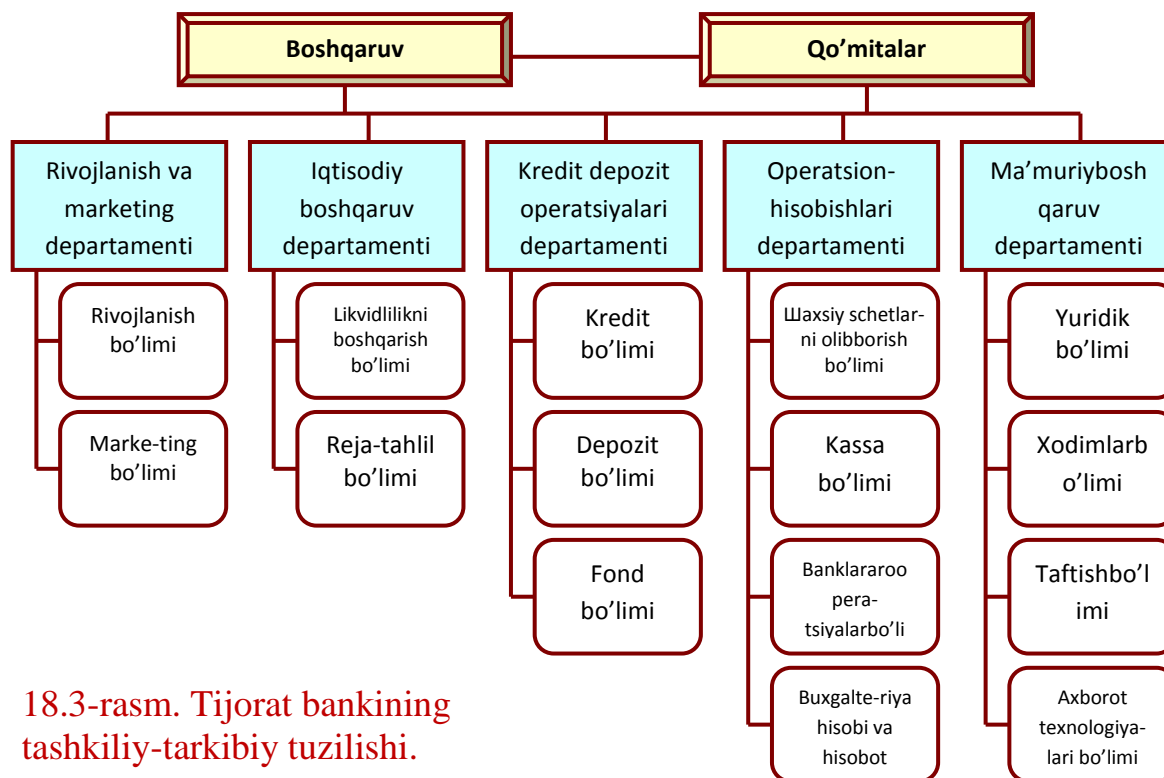 Boshqaruv
Qo’mitalar
Rivojlanish va
marketing
departamenti
Iqtisodiy
boshqaruv
departamenti
Kredit depozit
operatsiyalari
departamenti
Operatsion-
hisobishlari
departamenti
Ma’muriybosh
qaruv
departamenti
Rivojlanish
bo’limi
Marke-ting
bo’limi
Likvidlilikni
boshqarish
bo’limi
Reja-tahlil
bo’limi
Kredit
bo’limi
Depozit
bo’limi
Fond
bo’limi
Шaxsiy schetlar-
ni olibborish
bo’limi
Kassa
bo’limi
Banklararoo
pera-
tsiyalarbo’li
Buxgalte-riya
hisobi va
hisobot
Yuridik
bo’limi
Xodimlarb
o’limi
Taftishbo’l
imi
Axborot
texnologiya-
lari bo’limi
18.3-rasm. Tijorat bankining
tashkiliy-tarkibiy tuzilishi.